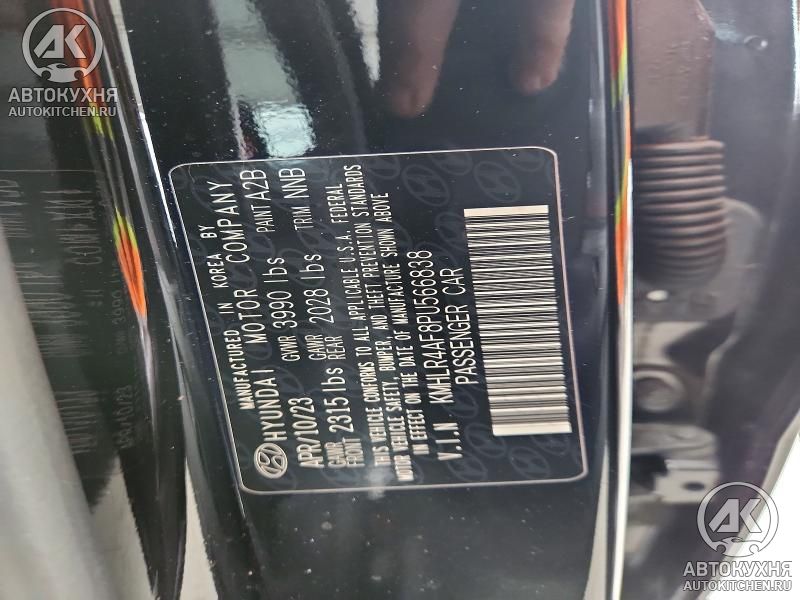 АК
АВТОКУХНЯ
AUTOKITCHEN.RU
MANUFACTURED IN KOREA BY
HYUNDAI MOTOR COMPANY
APR/10/23 GVWR 3990 lbs PAINT A2B
GAWR FRONT 2315 lbs GAWR REAR 2028 lbs TRIM NNB
THIS VEHICLE CONFORMS TO ALL APPLICABLE U.S.A. FEDERAL
MOTOR VEHICLE SAFETY, BUMPER, AND THEFT PREVENTION STANDARDS
IN EFFECT ON THE DATE OF MANUFACTURE SHOWN ABOVE
V.I.N KMHLR4AF8PU566838
PASSENGER CAR
АК
АВТОКУХНЯ
AUTOKITCHEN.RU